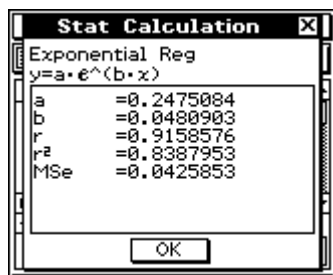 Stat Calculation
Exponential Reg
y=a·e^(b·x)
a =0.2475084
b =0.0480903
r =0.9158576
r² =0.8387953
MSe =0.0425853
OK